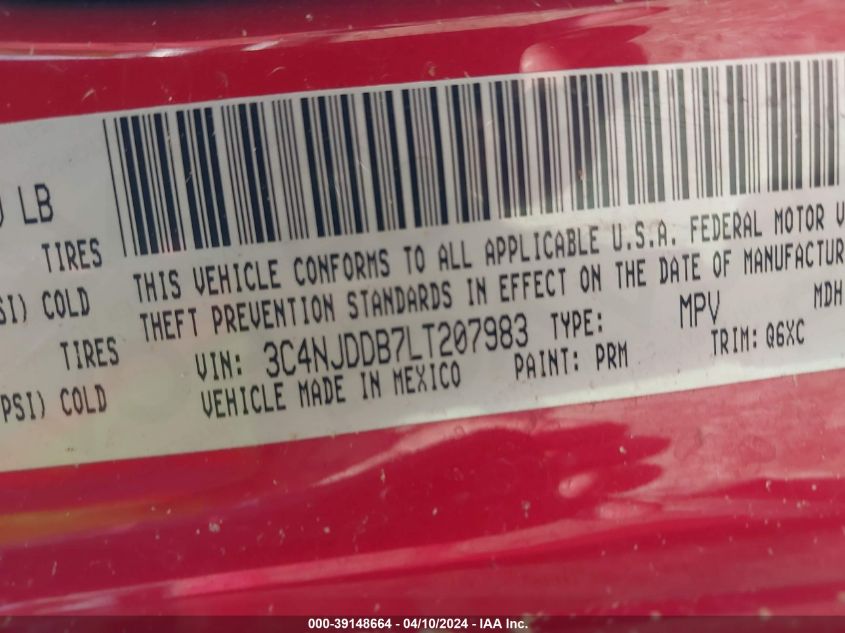 ) LB
TIRES
SI) COLD
TIRES
PSI) COLD
THIS VEHICLE CONFORMS TO ALL APPLICABLE U.S.A. FEDERAL MOTOR V
THEFT PREVENTION STANDARDS IN EFFECT ON THE DATE OF MANUFACTUR
VIN: 3C4NJDDB7LT207983 TYPE: MPV MDH
VEHICLE MADE IN MEXICO PAINT: PRM TRIM: Q6XC
000-39148664 - 04/10/2024 - IAA Inc.